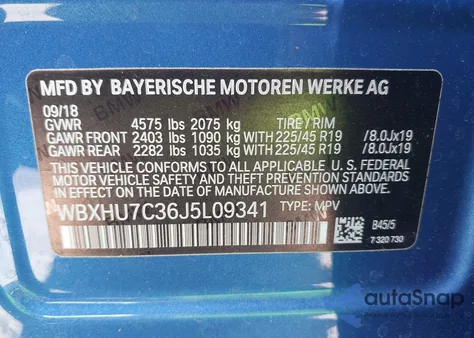 MFD BY BAYERISCHE MOTOREN WERKE AG
09/18
GVWR 4575 lbs 2075 kg TIRE / RIM
GAWR FRONT 2403 lbs 1090 kg WITH 225/45 R19 /8.0Jx19
GAWR REAR 2282 lbs 1035 kg WITH 225/45 R19 /8.0Jx19
THIS VEHICLE CONFORMS TO ALL APPLICABLE U.S. FEDERAL
MOTOR VEHICLE SAFETY, BUMPER, AND THEFT PREVENTION
STANDARDS IN EFFECT ON THE DATE OF MANUFACTURE SHOWN ABOVE.
WBXHU7C36J5L09341 TYPE: MPV
B45/5
7 320 730
autoSnap